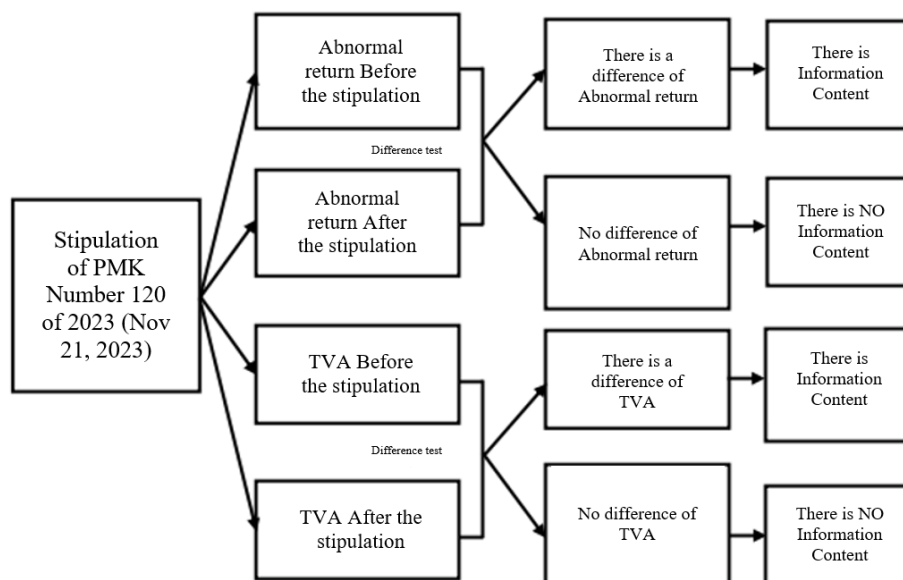 Stipulation
of PMK
Number 120
of 2023 (Nov
21, 2023)
Abnormal
return Before
the stipulation
Difference test
Abnormal
return After
the stipulation
TVA Before
the stipulation
Difference test
TVA After the
stipulation
There is a
difference of
Abnormal return
No difference of
Abnormal return
There is a
difference of
TVA
No difference of
TVA
There is
Information
Content
There is NO
Information
Content
There is
Information
Content
There is NO
Information
Content